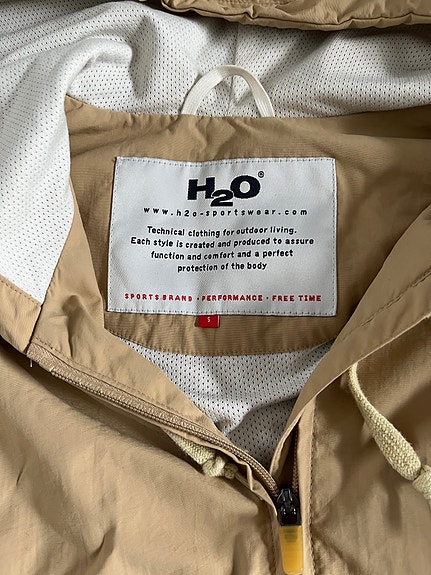 H2O®
www.h2o-sportswear.com
Technical clothing for outdoor living.
Each style is created and produced to assure
function and comfort and a perfect
protection of the body
SPORTS BRAND • PERFORMANCE • FREE TIME
S